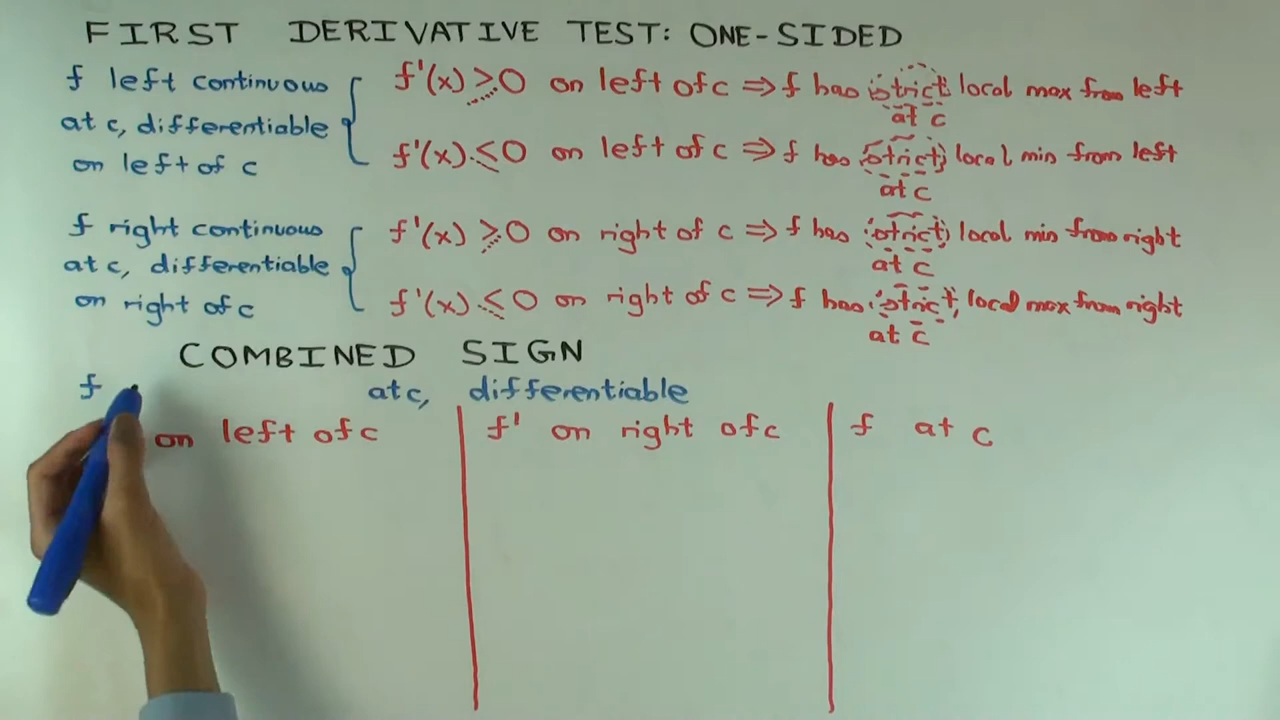 FIRST DERIVATIVE TEST: ONE-SIDED
f left continuous
at c, differentiable
on left of c
f'(x) ≥ 0 on left of c ⇒ f has strict local max from left
at c
f'(x) ≤ 0 on left of c ⇒ f has strict local min from left
at c
f right continuous
at c, differentiable
on right of c
f'(x) ≥ 0 on right of c ⇒ f has strict local min from right
at c
f'(x) ≤ 0 on right of c ⇒ f has strict local max from right
at c
COMBINED SIGN
f at c, differentiable
on left of c
f' on right of c
f at c